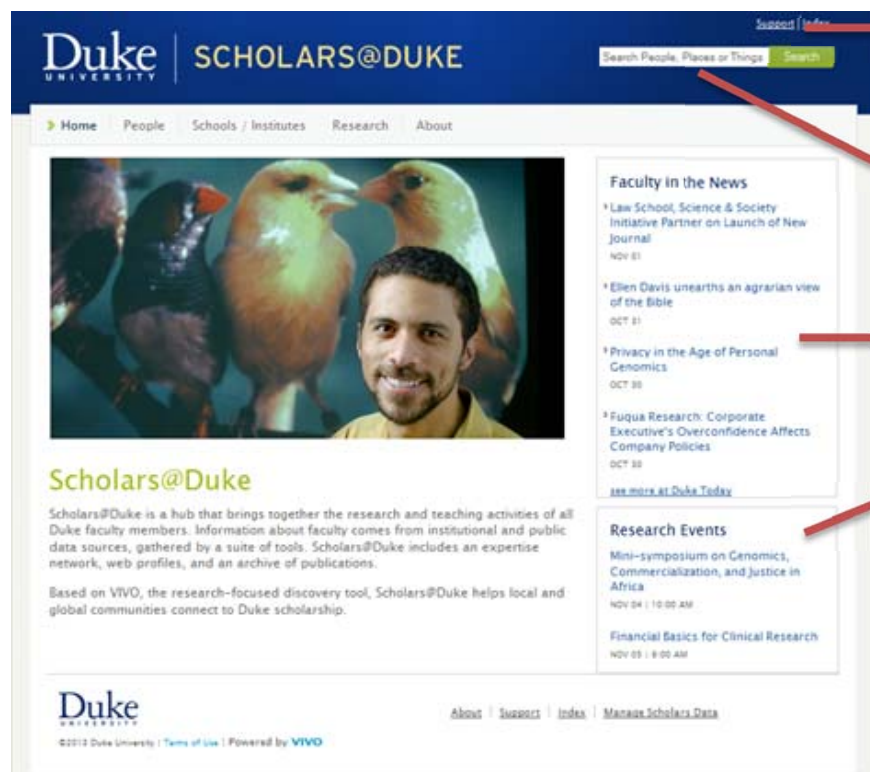 Support | Index
Duke
UNIVERSITY
SCHOLARS@DUKE
Search People, Places or Things
Search
Home People Schools / Institutes Research About
Faculty in the News
Law School, Science & Society
Initiative Partner on Launch of New
Journal
NOV 01
Ellen Davis unearths an agrarian view
of the Bible
OCT 31
Privacy in the Age of Personal
Genomics
OCT 30
Fuqua Research: Corporate
Executive's Overconfidence Affects
Company Policies
OCT 30
see more at Duke Today
Scholars@Duke
Scholars@Duke is a hub that brings together the research and teaching activities of all
Duke faculty members. Information about faculty comes from institutional and public
data sources, gathered by a suite of tools. Scholars@Duke includes an expertise
network, web profiles, and an archive of publications.
Based on VIVO, the research-focused discovery tool, Scholars@Duke helps local and
global communities connect to Duke scholarship.
Research Events
Mini-symposium on Genomics,
Commercialization, and Justice in
Africa
NOV 04 | 10:00 AM
Financial Basics for Clinical Research
NOV 05 | 9:00 AM
Duke
UNIVERSITY
About | Support | Index | Manage Scholars Data
©2013 Duke University | Terms of Use | Powered by VIVO